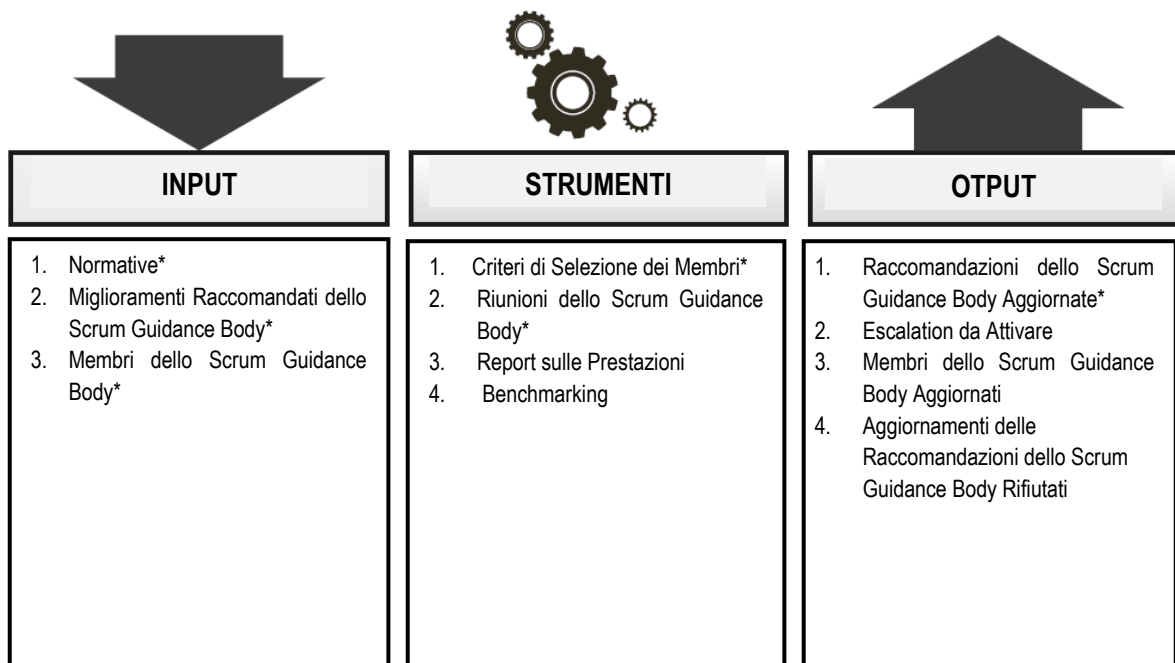 INPUT
1. Normative*
2. Miglioramenti Raccomandati dello
Scrum Guidance Body*
3. Membri dello Scrum Guidance
Body*
STRUMENTI
1. Criteri di Selezione dei Membri*
2. Riunioni dello Scrum Guidance
Body*
3. Report sulle Prestazioni
4. Benchmarking
OTPUT
1. Raccomandazioni dello Scrum
Guidance Body Aggiornate*
2. Escalation da Attivare
3. Membri dello Scrum Guidance
Body Aggiornati
4. Aggiornamenti delle
Raccomandazioni dello Scrum
Guidance Body Rifiutati